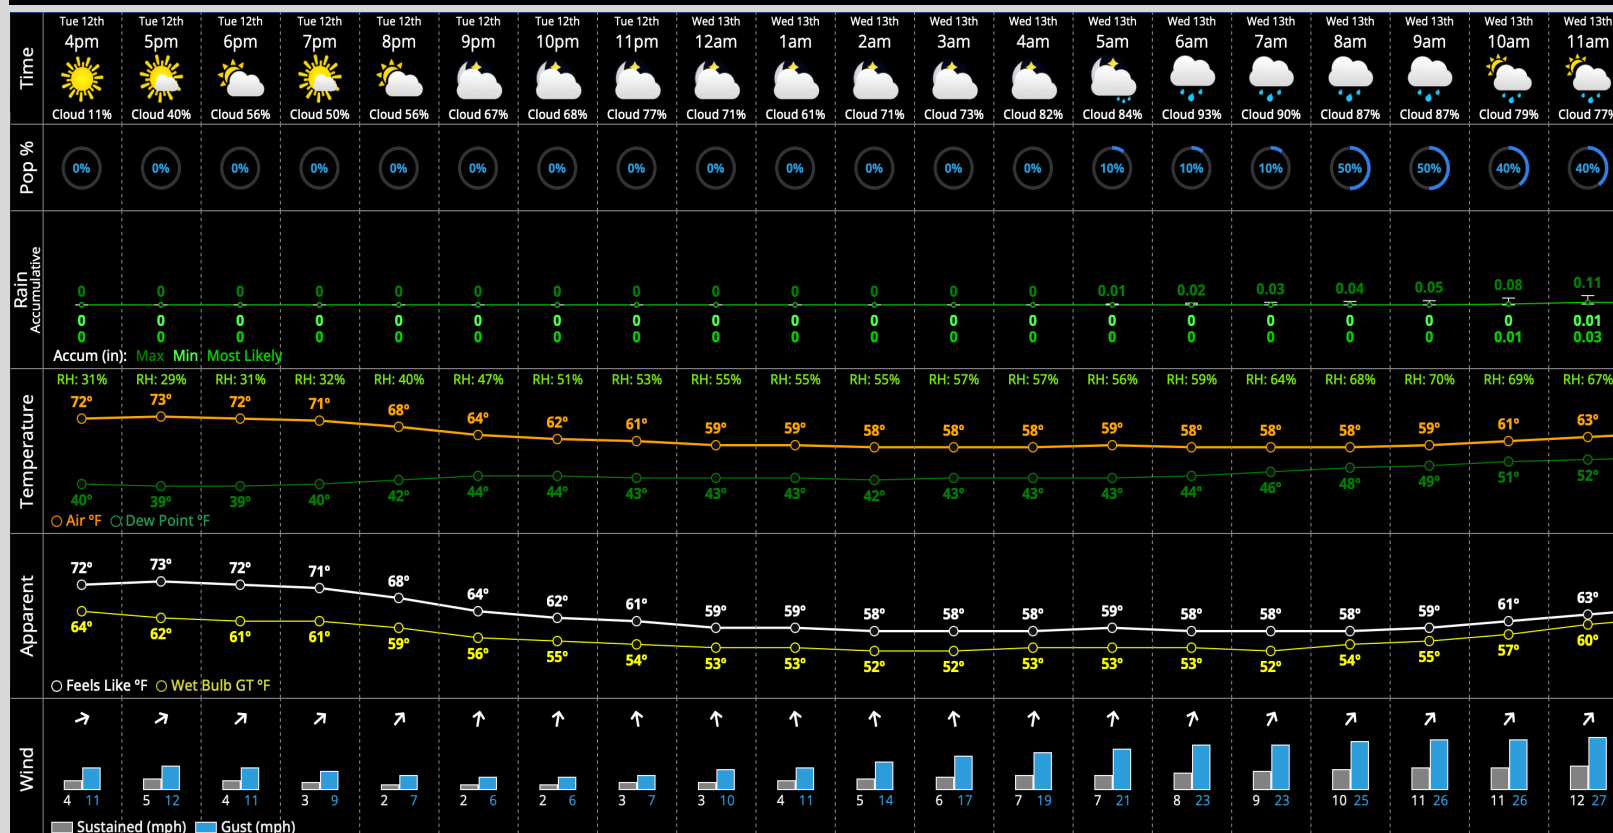 Tue 12th Tue 12th Tue 12th Tue 12th Tue 12th Tue 12th Tue 12th Tue 12th Wed 13th Wed 13th Wed 13th Wed 13th Wed 13th Wed 13th Wed 13th Wed 13th Wed 13th Wed 13th Wed 13th Wed 13th
Time
4pm 5pm 6pm 7pm 8pm 9pm 10pm 11pm 12am 1am 2am 3am 4am 5am 6am 7am 8am 9am 10am 11am
Cloud 11% Cloud 40% Cloud 56% Cloud 50% Cloud 56% Cloud 67% Cloud 68% Cloud 77% Cloud 71% Cloud 61% Cloud 71% Cloud 73% Cloud 82% Cloud 84% Cloud 93% Cloud 90% Cloud 87% Cloud 87% Cloud 79% Cloud 77%
Pop %
0% 0% 0% 0% 0% 0% 0% 0% 0% 0% 0% 0% 0% 10% 10% 10% 50% 50% 40% 40%
Rain
Accumulative
0 0 0 0 0 0 0 0 0 0 0 0 0 0.01 0.02 0.03 0.04 0.05 0.08 0.11
0 0 0 0 0 0 0 0 0 0 0 0 0 0 0 0 0 0 0 0.01
0 0 0 0 0 0 0 0 0 0 0 0 0 0 0 0 0 0 0.01 0.03
Accum (in): Max Min Most Likely
Temperature
RH: 31% RH: 29% RH: 31% RH: 32% RH: 40% RH: 47% RH: 51% RH: 53% RH: 55% RH: 55% RH: 55% RH: 57% RH: 57% RH: 56% RH: 59% RH: 64% RH: 68% RH: 70% RH: 69% RH: 67%
72° 73° 72° 71° 68° 64° 62° 61° 59° 59° 58° 58° 58° 59° 58° 58° 58° 59° 61° 63°
40° 39° 39° 40° 42° 44° 44° 43° 43° 43° 42° 43° 43° 43° 44° 46° 48° 49° 51° 52°
Air ºF Dew Point ºF
Apparent
72° 73° 72° 71° 68° 64° 62° 61° 59° 59° 58° 58° 58° 59° 58° 58° 58° 59° 61° 63°
64° 62° 61° 61° 59° 56° 55° 54° 53° 53° 52° 52° 53° 53° 53° 52° 54° 55° 57° 60°
Feels Like ºF Wet Bulb GT ºF
Wind
4 11 5 12 4 11 3 9 2 7 2 6 2 6 3 7 3 10 4 11 5 14 6 17 7 19 7 21 8 23 9 23 10 25 11 26 11 26 12 27
Sustained (mph) Gust (mph)